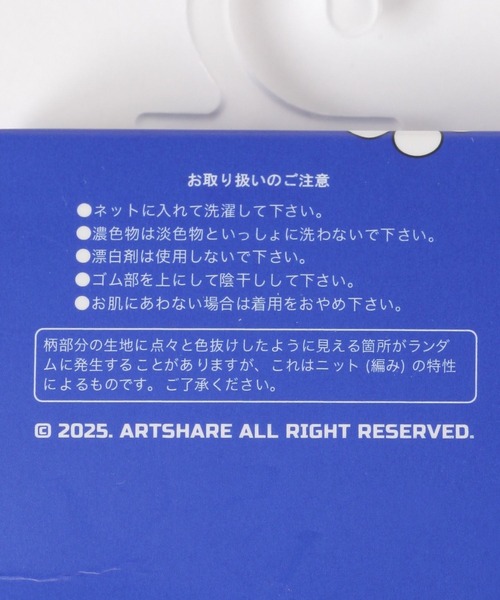 お取り扱いのご注意
●ネットに入れて洗濯して下さい。
●濃色物は淡色物といっしょに洗わないで下さい。
●漂白剤は使用しないで下さい。
●ゴム部を上にして陰干しして下さい。
●お肌にあわない場合は着用をおやめ下さい。
柄部分の生地に点々と色抜けしたように見える箇所がランダ
ムに発生することがありますが、これはニット (編み) の特性
によるものです。ご了承ください。
© 2025. ARTSHARE ALL RIGHT RESERVED.